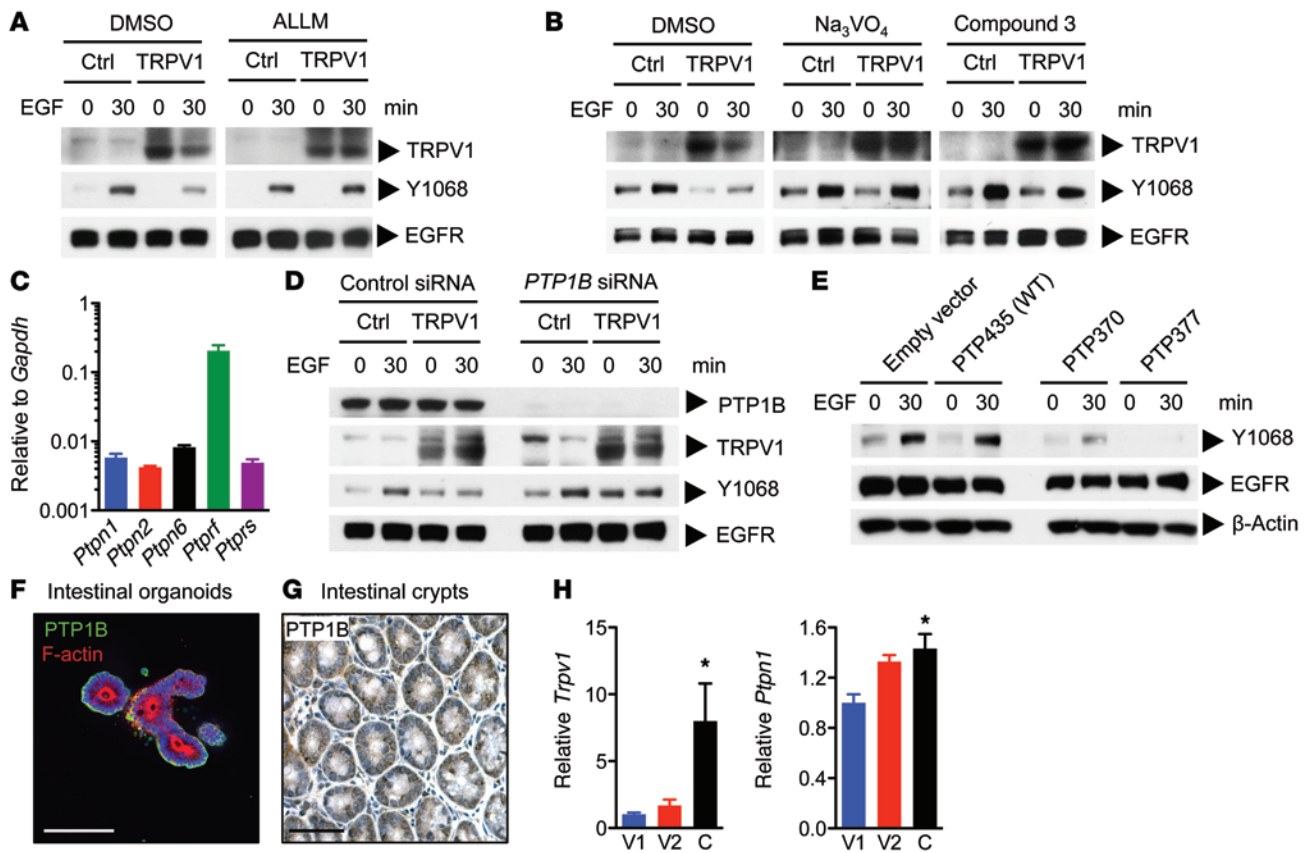 A
DMSO ALLM
Ctrl TRPV1 Ctrl TRPV1
EGF 0 30 0 30 0 30 0 30 min
TRPV1
Y1068
EGFR
B
DMSO Na₃VO₄ Compound 3
Ctrl TRPV1 Ctrl TRPV1 Ctrl TRPV1
EGF 0 30 0 30 0 30 0 30 0 30 0 30 min
TRPV1
Y1068
EGFR
C
Relative to Gapdh
1
0.1
0.01
0.001
Ptpn1 Ptpn2 Ptpn6 Ptprf Ptprs
D
Control siRNA PTP1B siRNA
Ctrl TRPV1 Ctrl TRPV1
EGF 0 30 0 30 0 30 0 30 min
PTP1B
TRPV1
Y1068
EGFR
E
Empty vector PTP435 (WT) PTP370 PTP377
EGF 0 30 0 30 0 30 0 30 min
Y1068
EGFR
β-Actin
F Intestinal organoids
PTP1B
F-actin
G Intestinal crypts
PTP1B
H
Relative Trpv1
15
10
5
0
*
V1 V2 C
Relative Ptpn1
1.6
1.2
0.8
0.4
0
*
V1 V2 C